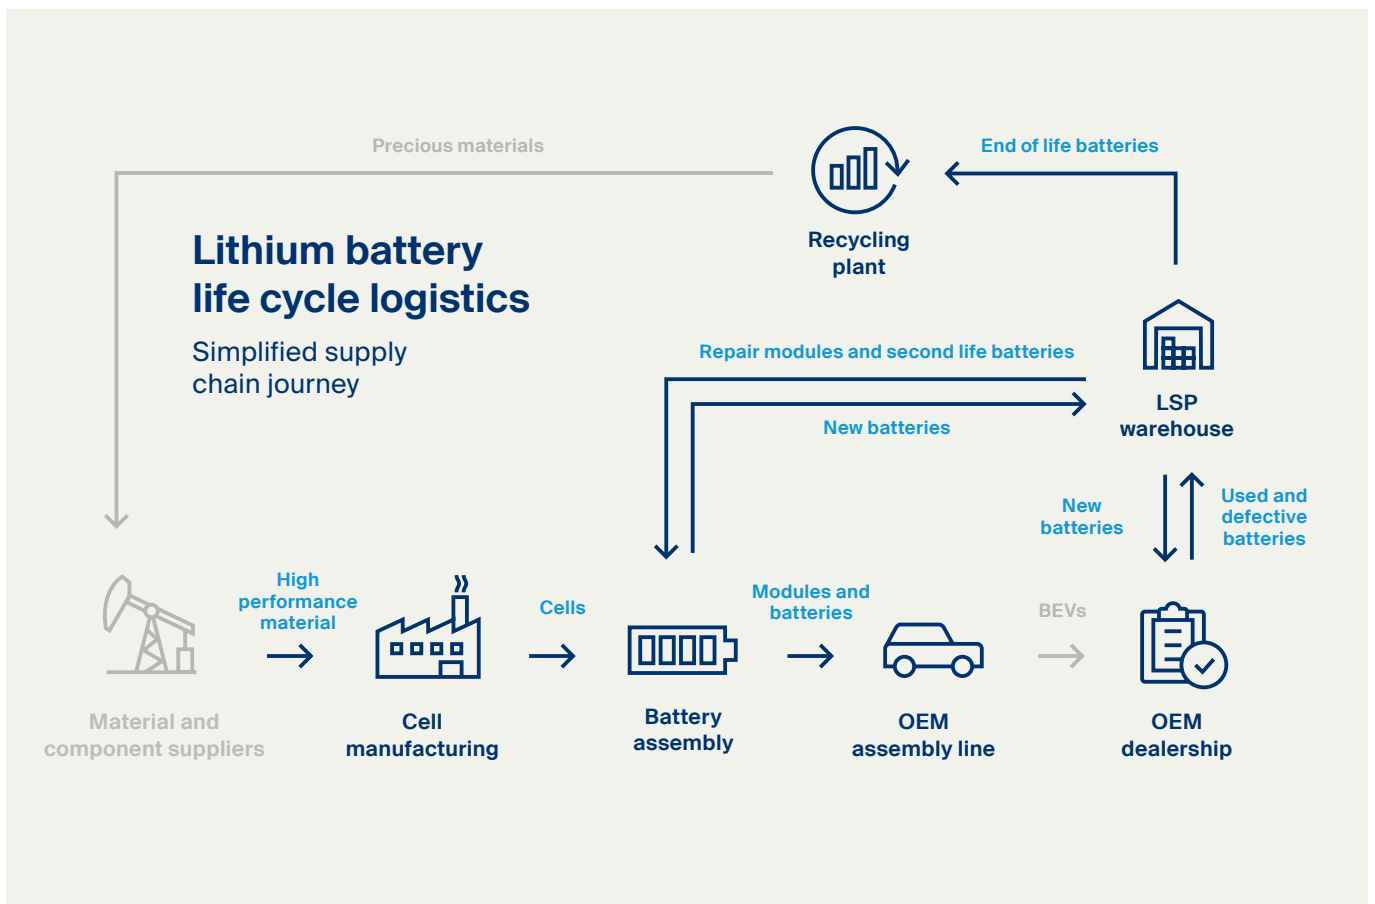 Precious materials
End of life batteries
Recycling
plant
Lithium battery
life cycle logistics
Simplified supply
chain journey
Repair modules and second life batteries
New batteries
LSP
warehouse
New
batteries
Used and
defective
batteries
High
performance
material
Cells
Modules and
batteries
BEVs
Material and
component suppliers
Cell
manufacturing
Battery
assembly
OEM
assembly line
OEM
dealership